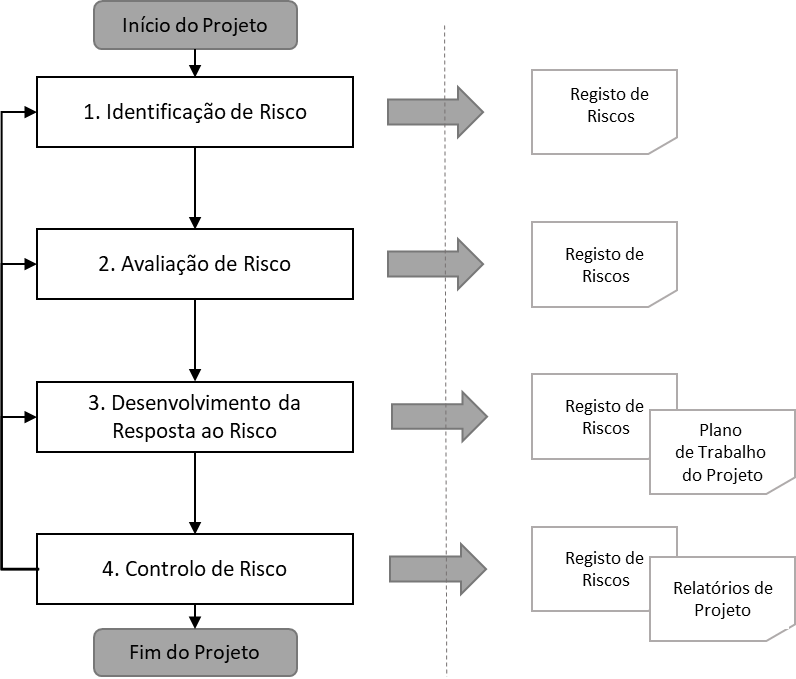 Início do Projeto
1. Identificação de Risco
Registo de
Riscos
2. Avaliação de Risco
Registo de
Riscos
3. Desenvolvimento da
Resposta ao Risco
Registo de
Riscos
Plano
de Trabalho
do Projeto
4. Controlo de Risco
Registo de
Riscos
Relatórios de
Projeto
Fim do Projeto